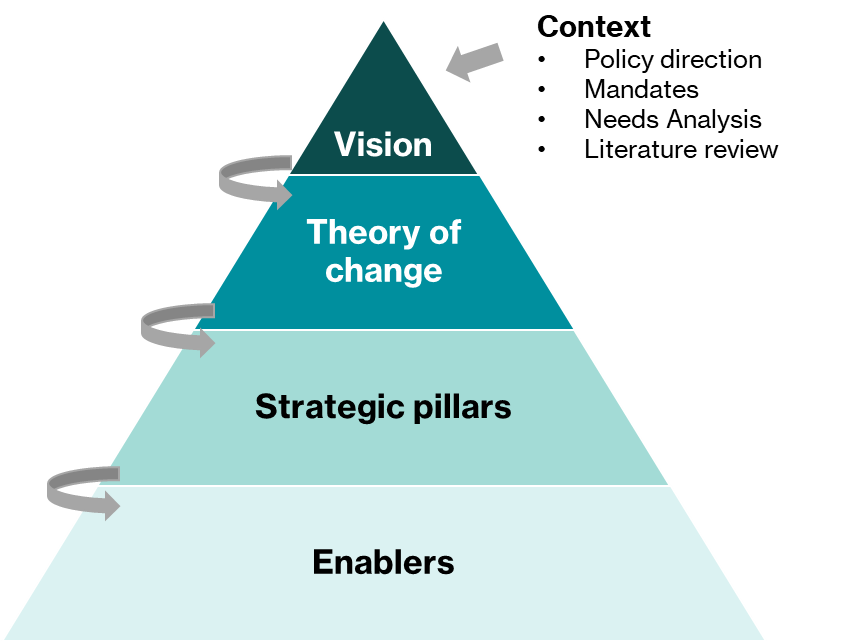 Context
• Policy direction
• Mandates
• Needs Analysis
• Literature review
Vision
Theory of
change
Strategic pillars
Enablers